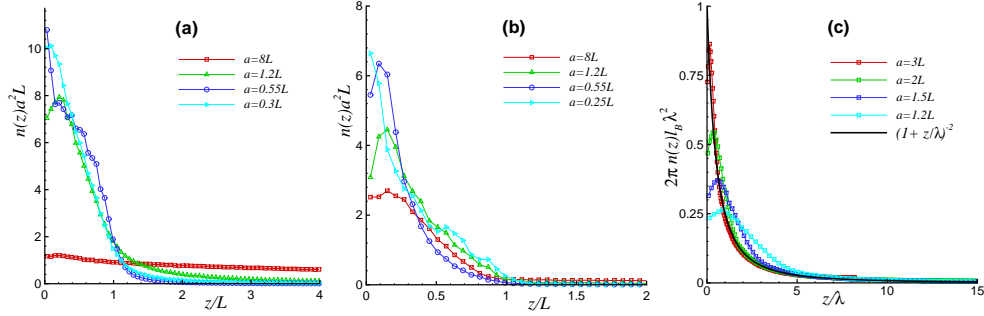 (a)
a=8L
a=1.2L
a=0.55L
a=0.3L
n(z)a²L
10
8
6
4
2
0
0 1 2 3 4
z/L
(b)
a=8L
a=1.2L
a=0.55L
a=0.25L
n(z)a²L
8
6
4
2
0
0 0.5 1 1.5 2
z/L
(c)
a=3L
a=2L
a=1.5L
a=1.2L
(1+ z/λ)⁻²
2π n(z)l_B λ²
1
0.75
0.5
0.25
0
0 5 10 15
z/λ